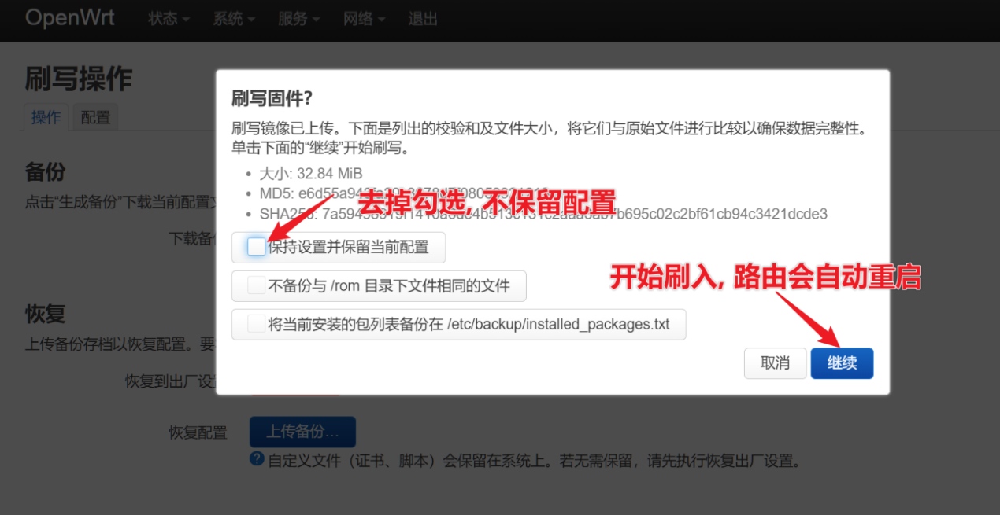 OpenWrt 状态 系统 服务 网络 退出
刷写操作
操作 配置
备份
点击“生成备份”下载当前配置
下载备份
恢复
上传备份存档以恢复配置。要
恢复到出厂设
恢复配置 上传备份...
自定义文件（证书、脚本）会保留在系统上。若无需保留，请先执行恢复出厂设置。
刷写固件?
刷写镜像已上传。下面是列出的校验和及文件大小，将它们与原始文件进行比较以确保数据完整性。
单击下面的“继续”开始刷写。
大小: 32.84 MiB
MD5:
去掉勾选, 不保留配置
保持设置并保留当前配置
不备份与 /rom 目录下文件相同的文件
将当前安装的包列表备份在 /etc/backup/installed_packages.txt
开始刷入, 路由会自动重启
取消 继续